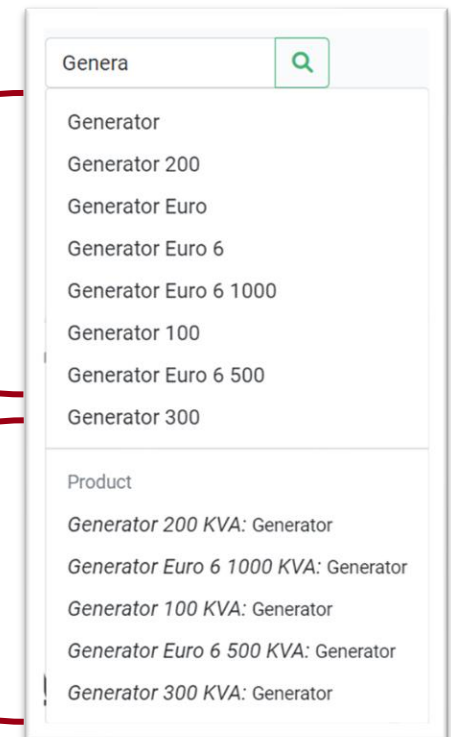 Genera
Generator
Generator 200
Generator Euro
Generator Euro 6
Generator Euro 6 1000
Generator 100
Generator Euro 6 500
Generator 300
Product
Generator 200 KVA: Generator
Generator Euro 6 1000 KVA: Generator
Generator 100 KVA: Generator
Generator Euro 6 500 KVA: Generator
Generator 300 KVA: Generator